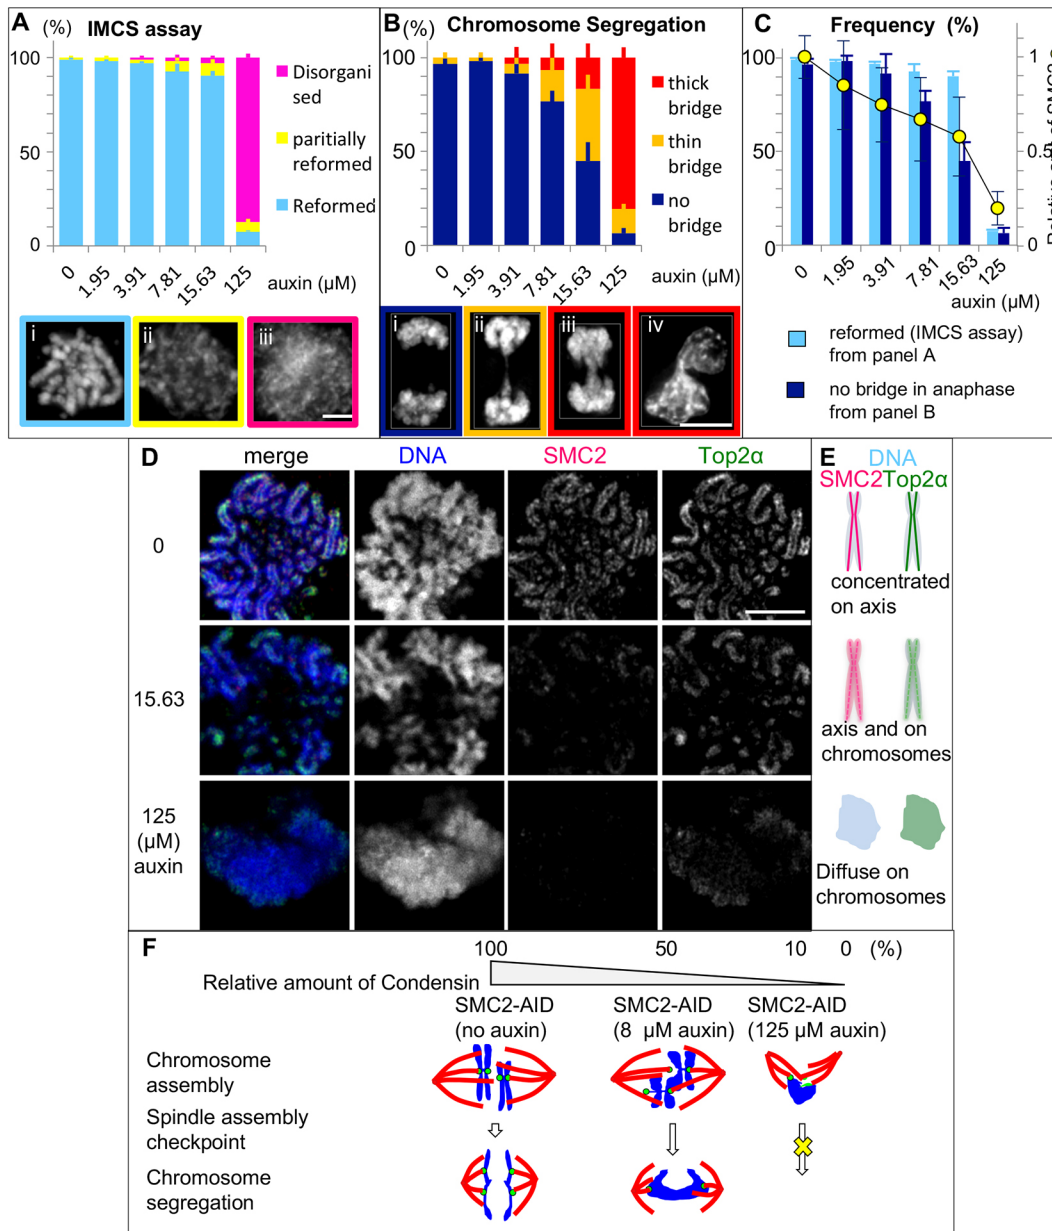 A (%) IMCS assay
100
50
0
0 1.95 3.91 7.81 15.63 125
auxin (µM)
Disorgani
sed
paritially
reformed
Reformed
i ii iii
B (%) Chromosome Segregation
100
50
0
0 1.95 3.91 7.81 15.63 125
auxin (µM)
thick
bridge
thin
bridge
no
bridge
i ii iii iv
C Frequency (%)
100
50
0
1
0.5
0
of SMC2
0 1.95 3.91 7.81 15.63 125
auxin (µM)
reformed (IMCS assay)
from panel A
no bridge in anaphase
from panel B
D merge DNA SMC2 Top2α
0
15.63
125
(µM)
auxin
E DNA
SMC2 Top2α
concentrated
on axis
axis and on
chromosomes
Diffuse on
chromosomes
F 100 50 10 0 (%)
Relative amount of Condensin
SMC2-AID
(no auxin)
SMC2-AID
(8 µM auxin)
SMC2-AID
(125 µM auxin)
Chromosome
assembly
Spindle assembly
checkpoint
Chromosome
segregation